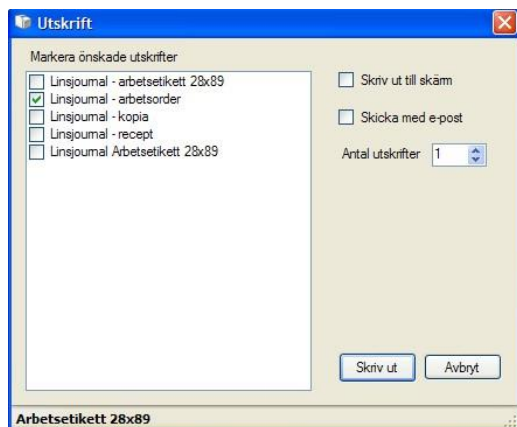 Utskrift
Markera önskade utskrifter
Linsjournal - arbetsetikett 28x89
Linsjournal - arbetsorder
Linsjournal - kopia
Linsjournal - recept
Linsjournal Arbetsetikett 28x89
Skriv ut till skärm
Skicka med e-post
Antal utskrifter 1
Skriv ut Avbryt
Arbetsetikett 28x89